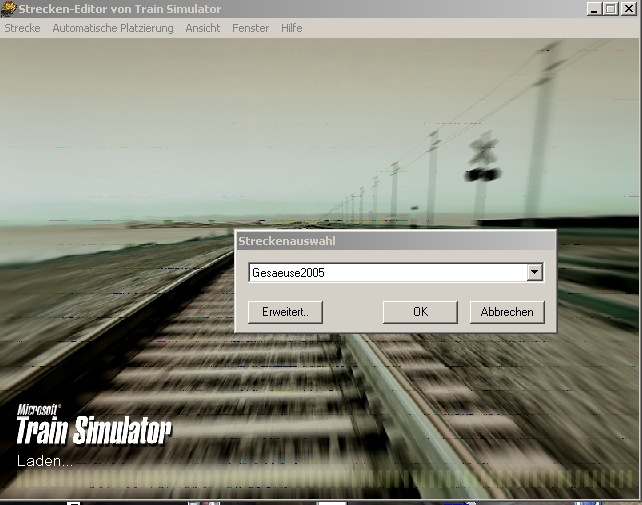 Strecken-Editor von Train Simulator
Strecke Automatische Platzierung Ansicht Fenster Hilfe
Streckenauswahl
Gesaeuse2005
Erweitert.. OK Abbrechen
Microsoft®
Train Simulator
Laden...